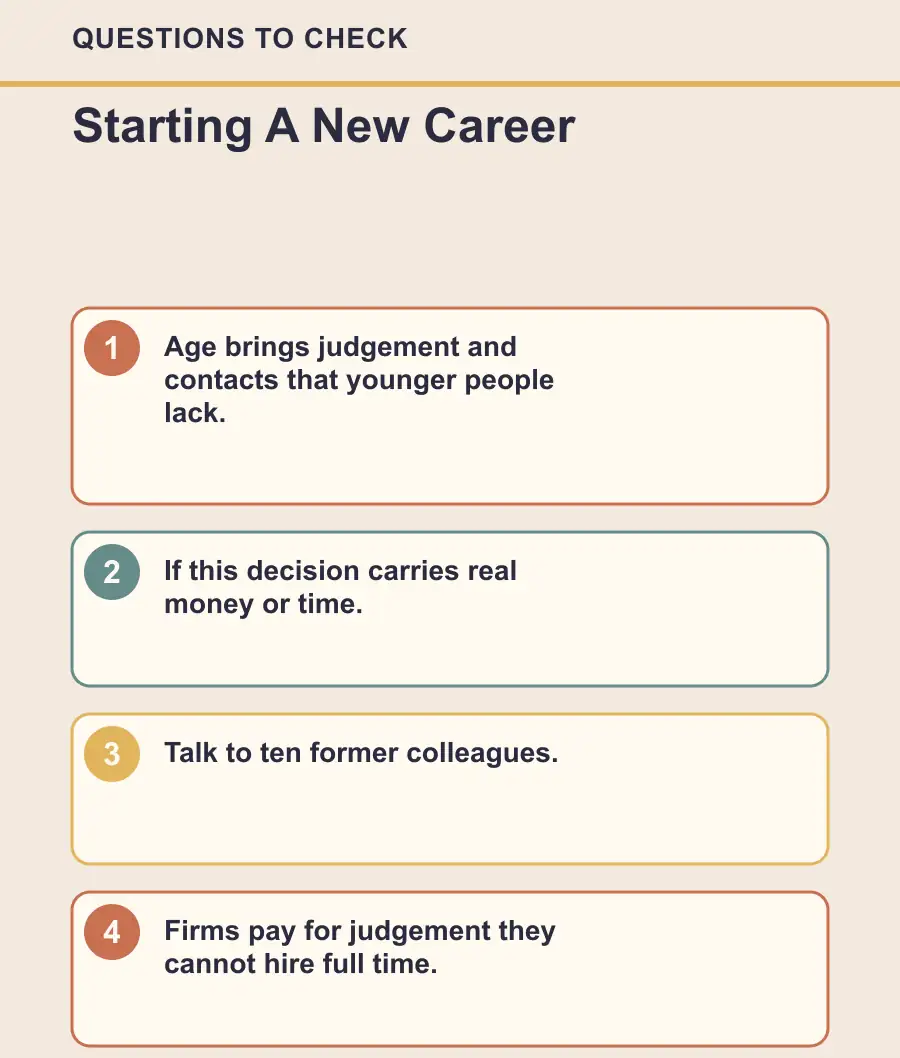 QUESTIONS TO CHECK
Starting A New Career
1
Age brings judgement and
contacts that younger people
lack.
2
If this decision carries real
money or time.
3
Talk to ten former colleagues.
4
Firms pay for judgement they
cannot hire full time.